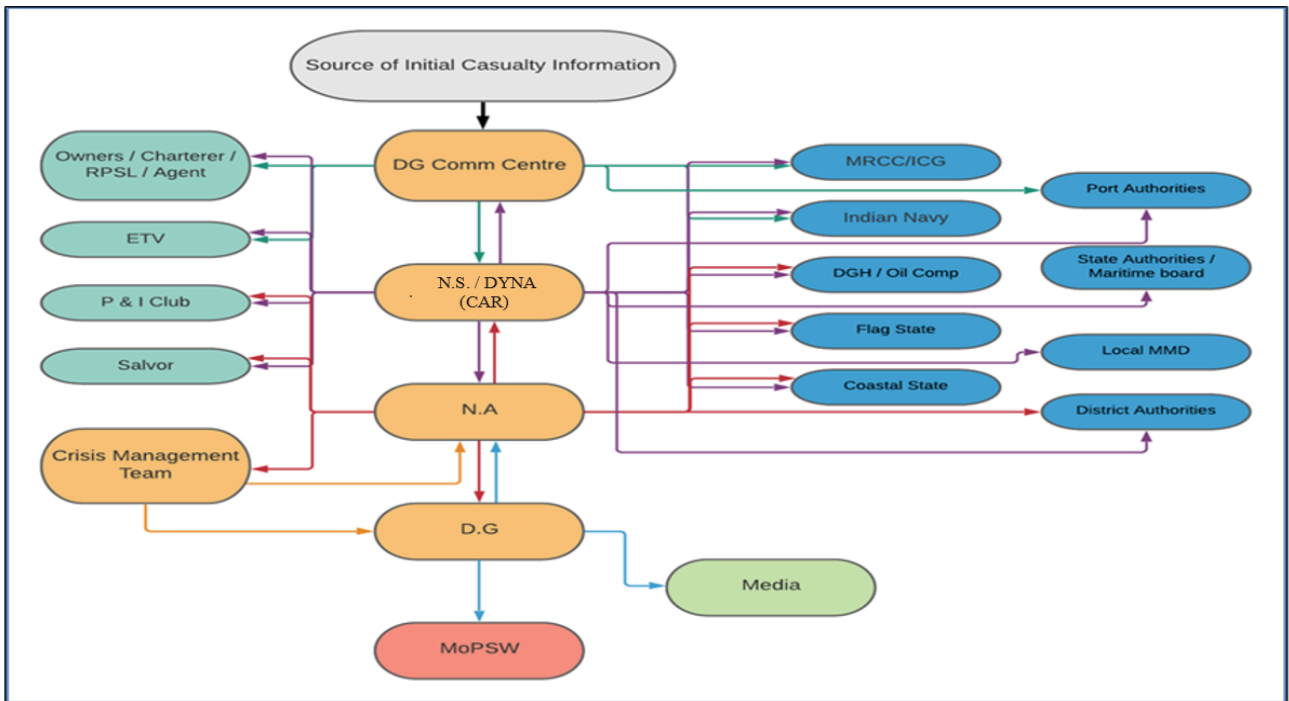 Source of Initial Casualty Information
Owners / Charterer /
RPSL / Agent
DG Comm Centre
MRCC/ICG
Port Authorities
ETV
Indian Navy
State Authorities /
Maritime board
P & I Club
. N.S. / DYNA
(CAR)
DGH / Oil Comp
Flag State
Local MMD
Salvor
N.A
Coastal State
District Authorities
Crisis Management
Team
D.G
Media
MoPSW